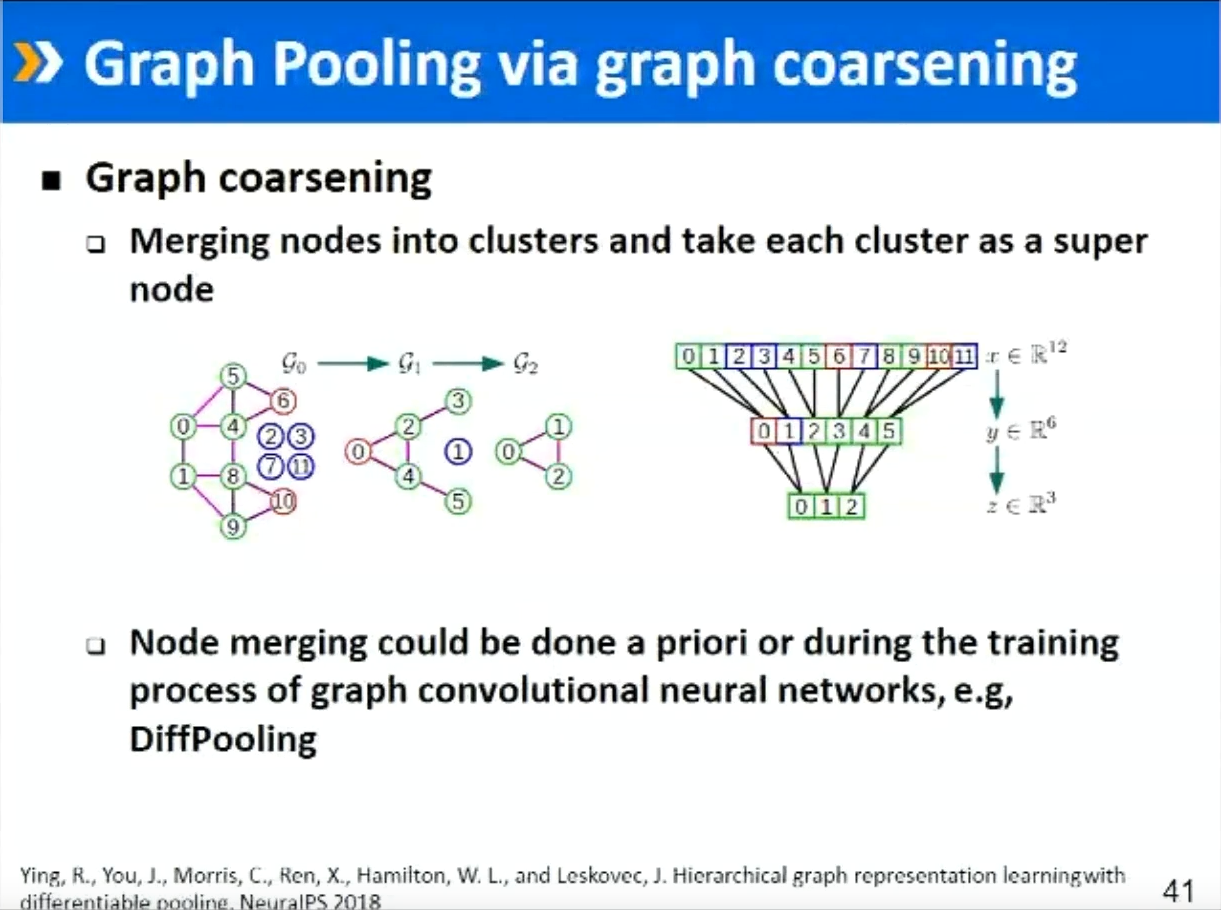 Graph Pooling via graph coarsening
Graph coarsening
Merging nodes into clusters and take each cluster as a super
node
𝒢₀ 𝒢₁ 𝒢₂
5
6
0 4
2 3
7 11
1 8
10
9
3
2
0 1
4
5
1
0
2
0 1 2 3 4 5 6 7 8 9 10 11 x ∈ ℝ¹²
0 1 2 3 4 5 y ∈ ℝ⁶
0 1 2 z ∈ ℝ³
Node merging could be done a priori or during the training
process of graph convolutional neural networks, e.g,
DiffPooling
Ying, R., You, J., Morris, C., Ren, X., Hamilton, W. L., and Leskovec, J. Hierarchical graph representation learningwith
differentiable pooling. NeuralPS 2018
41